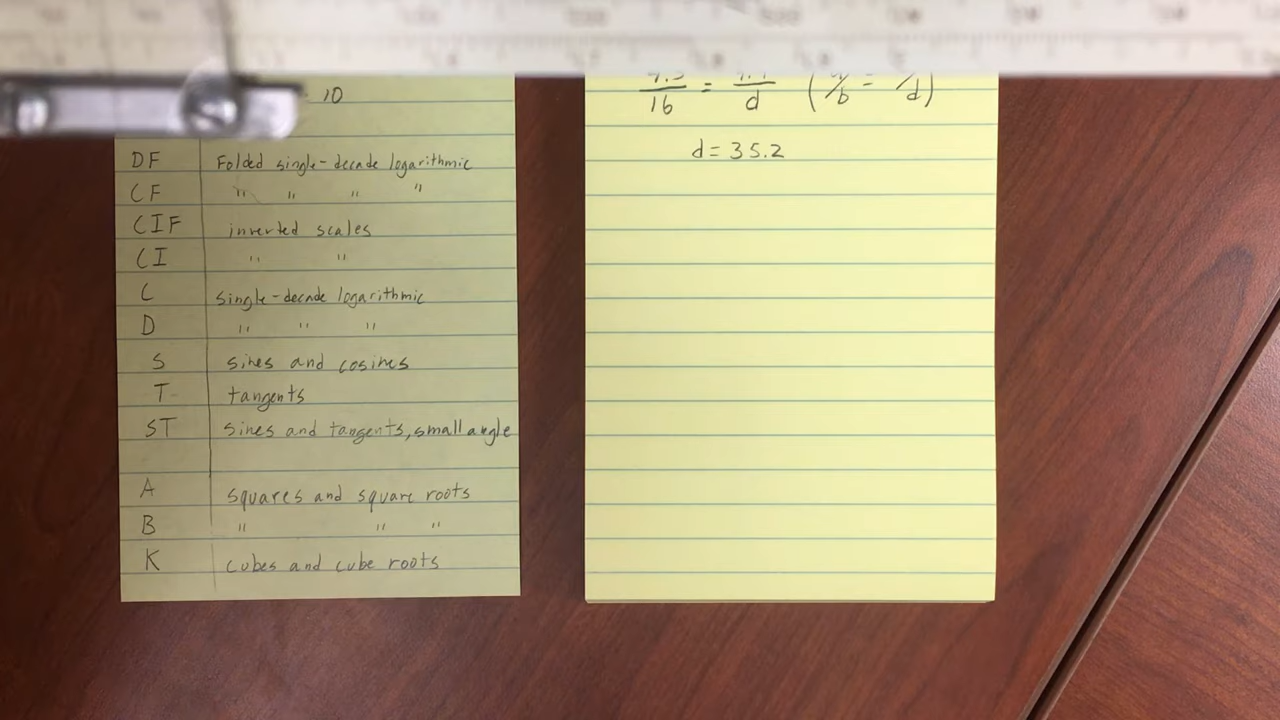 10
DF Folded single-decade logarithmic
CF " " " "
CIF inverted scales
CI " "
C single-decade logarithmic
D " " "
S sines and cosines
T tangents
ST sines and tangents, small angle
A squares and square roots
B " " "
K cubes and cube roots
16 = d ( /b = /d)
d = 35.2